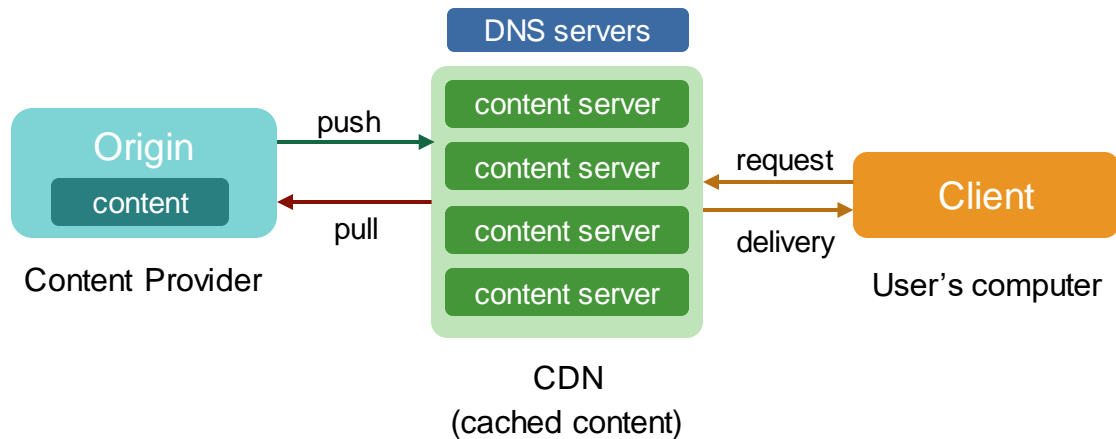 DNS servers
content server
content server
content server
content server
Origin
content
Content Provider
push
pull
request
delivery
Client
User’s computer
CDN
(cached content)